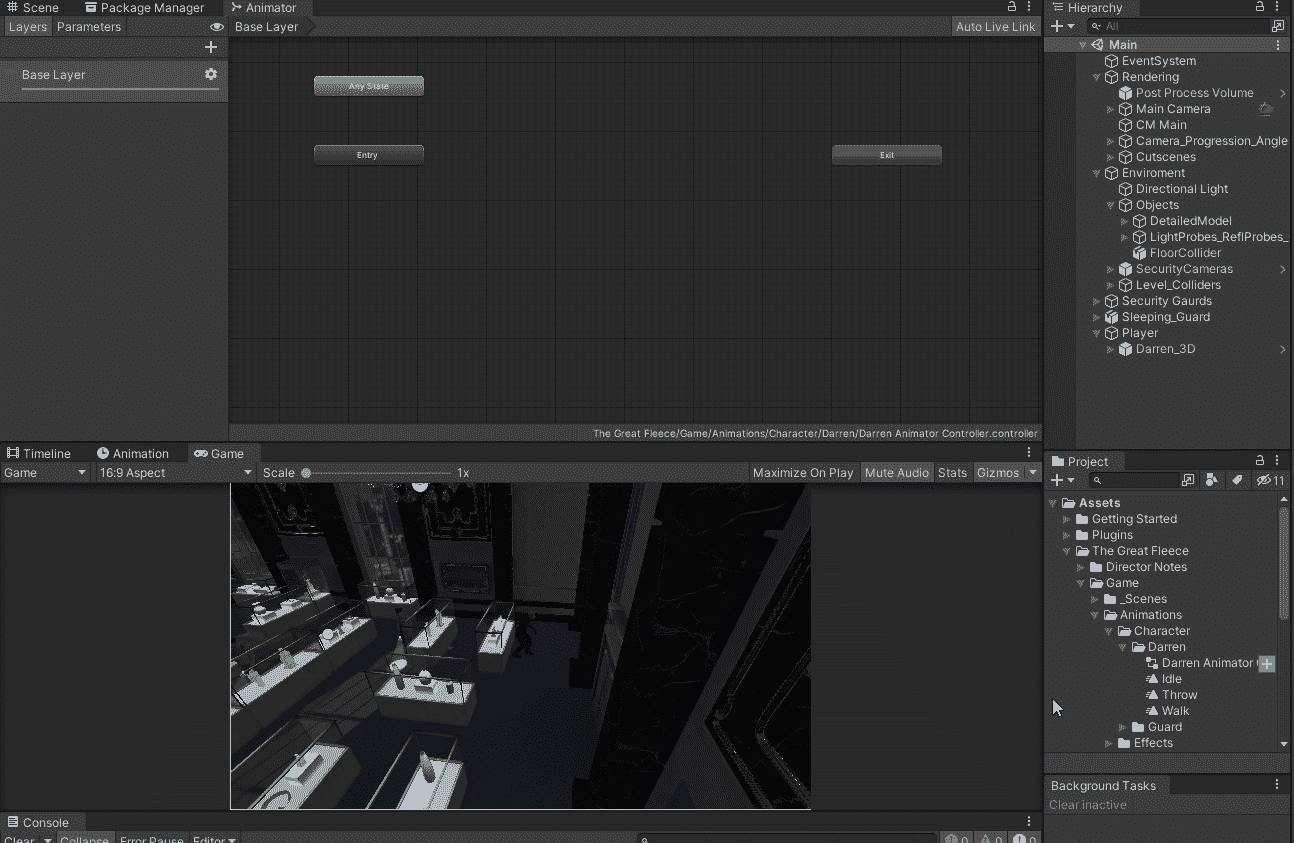 Scene Package Manager Animator
Layers Parameters Base Layer Auto Live Link
Base Layer
Any State
Entry
Exit
The Great Fleece/Game/Animations/Character/Darren/Darren Animator Controller.controller
Timeline Animation Game
Game 16:9 Aspect Scale 1x Maximize On Play Mute Audio Stats Gizmos
Console
Clear Collapse Error Pause Editor 0 0 0
Hierarchy
All
Main
EventSystem
Rendering
Post Process Volume
Main Camera
CM Main
Camera_Progression_Angle
Cutscenes
Enviroment
Directional Light
Objects
DetailedModel
LightProbes_ReflProbes_
FloorCollider
SecurityCameras
Level_Colliders
Security Gaurds
Sleeping_Guard
Player
Darren_3D
Project
11
Assets
Getting Started
Plugins
The Great Fleece
Director Notes
Game
_Scenes
Animations
Character
Darren
Darren Animator
Idle
Throw
Walk
Guard
Effects
Background Tasks
Clear inactive